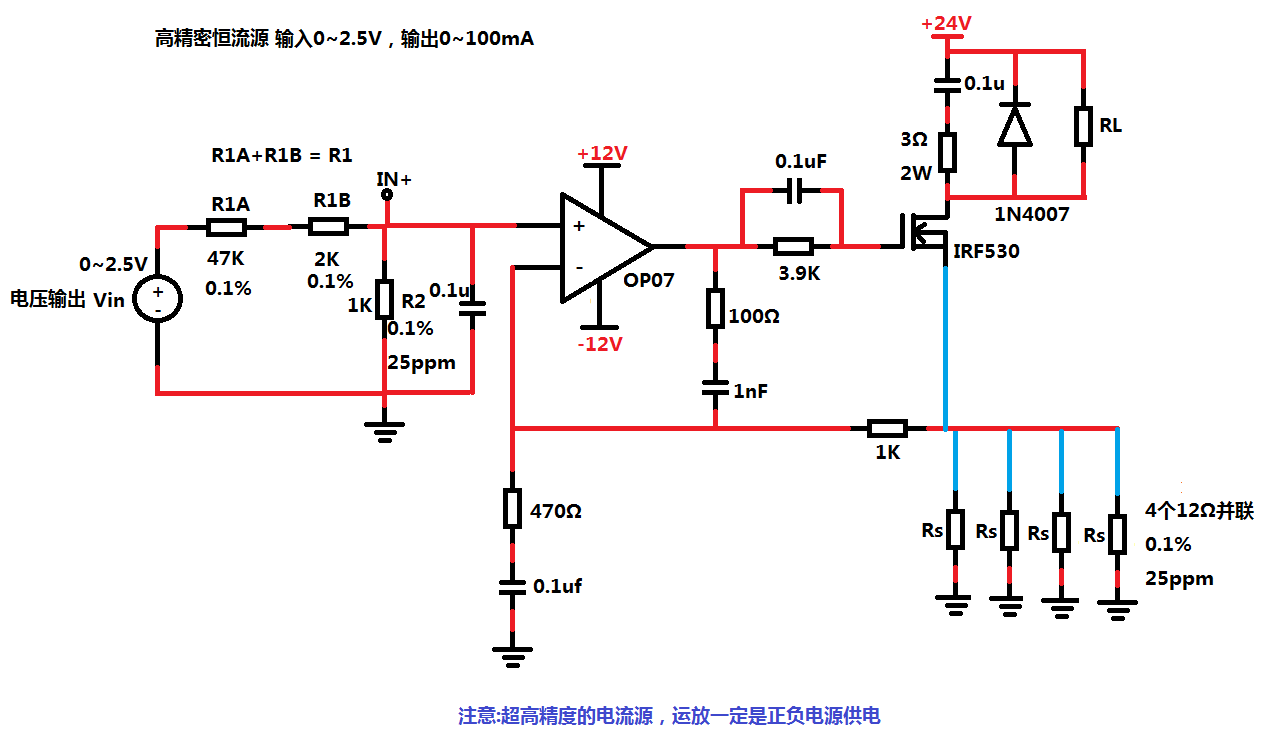 高精密恒流源 输入0~2.5V，输出0~100mA
+24V
0.1u
3Ω
2W
RL
1N4007
R1A+R1B = R1
IN+
R1A
R1B
47K
0.1%
2K
0.1%
0~2.5V
电压输出 Vin
+
-
1K
R2
0.1%
25ppm
0.1u
+12V
+
-
OP07
-12V
0.1uF
3.9K
IRF530
100Ω
1nF
1K
470Ω
0.1uf
Rs
Rs
Rs
Rs
4个12Ω并联
0.1%
25ppm
注意:超高精度的电流源，运放一定是正负电源供电